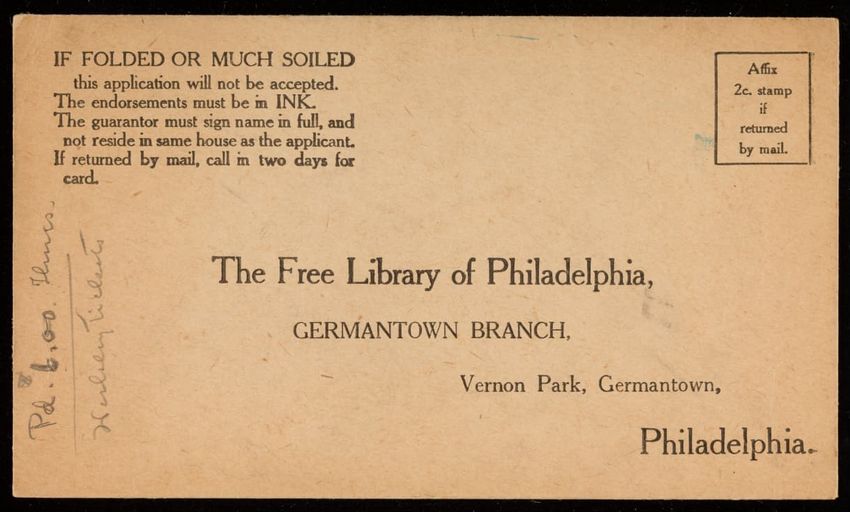 IF FOLDED OR MUCH SOILED
this application will not be accepted.
The endorsements must be in INK.
The guarantor must sign name in full, and
not reside in same house as the applicant.
If returned by mail, call in two days for
card.
Affix
2c. stamp
if
returned
by mail.
The Free Library of Philadelphia,
GERMANTOWN BRANCH,
Vernon Park, Germantown,
Philadelphia.
Pd. Thurs.